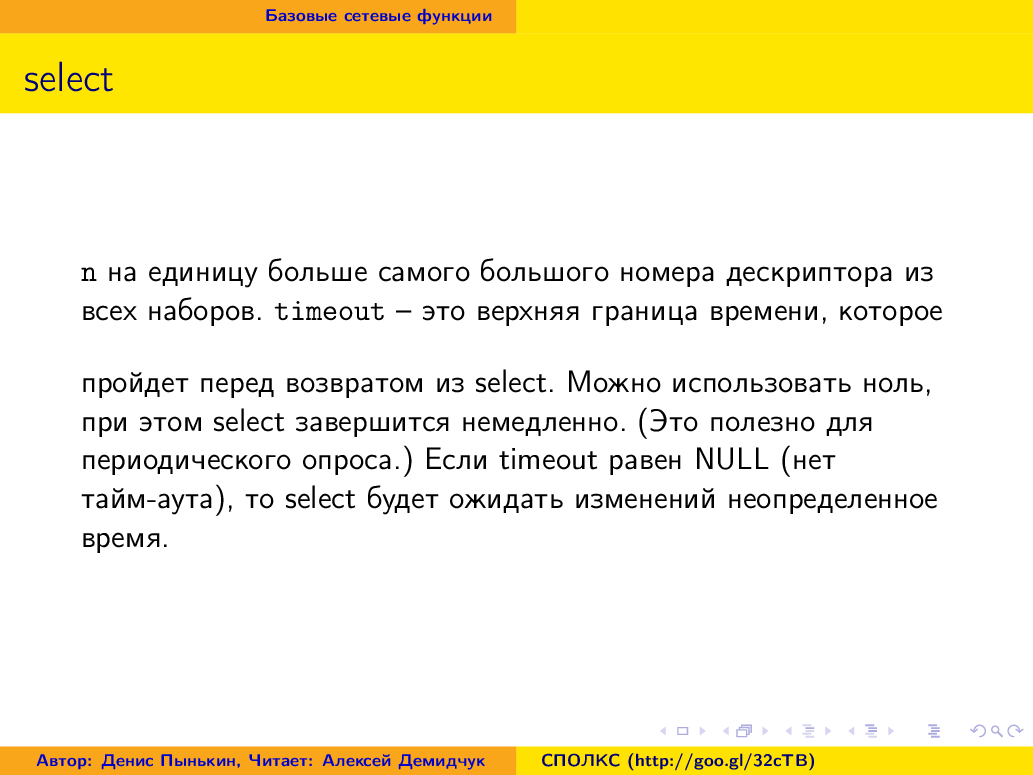 Базовые сетевые функции
select
n на единицу больше самого большого номера дескриптора из
всех наборов. timeout – это верхняя граница времени, которое
пройдет перед возвратом из select. Можно использовать ноль,
при этом select завершится немедленно. (Это полезно для
периодического опроса.) Если timeout равен NULL (нет
тайм-аута), то select будет ожидать изменений неопределенное
время.
Автор: Денис Пынькин, Читает: Алексей Демидчук
СПОЛКС (http://goo.gl/32cTB)